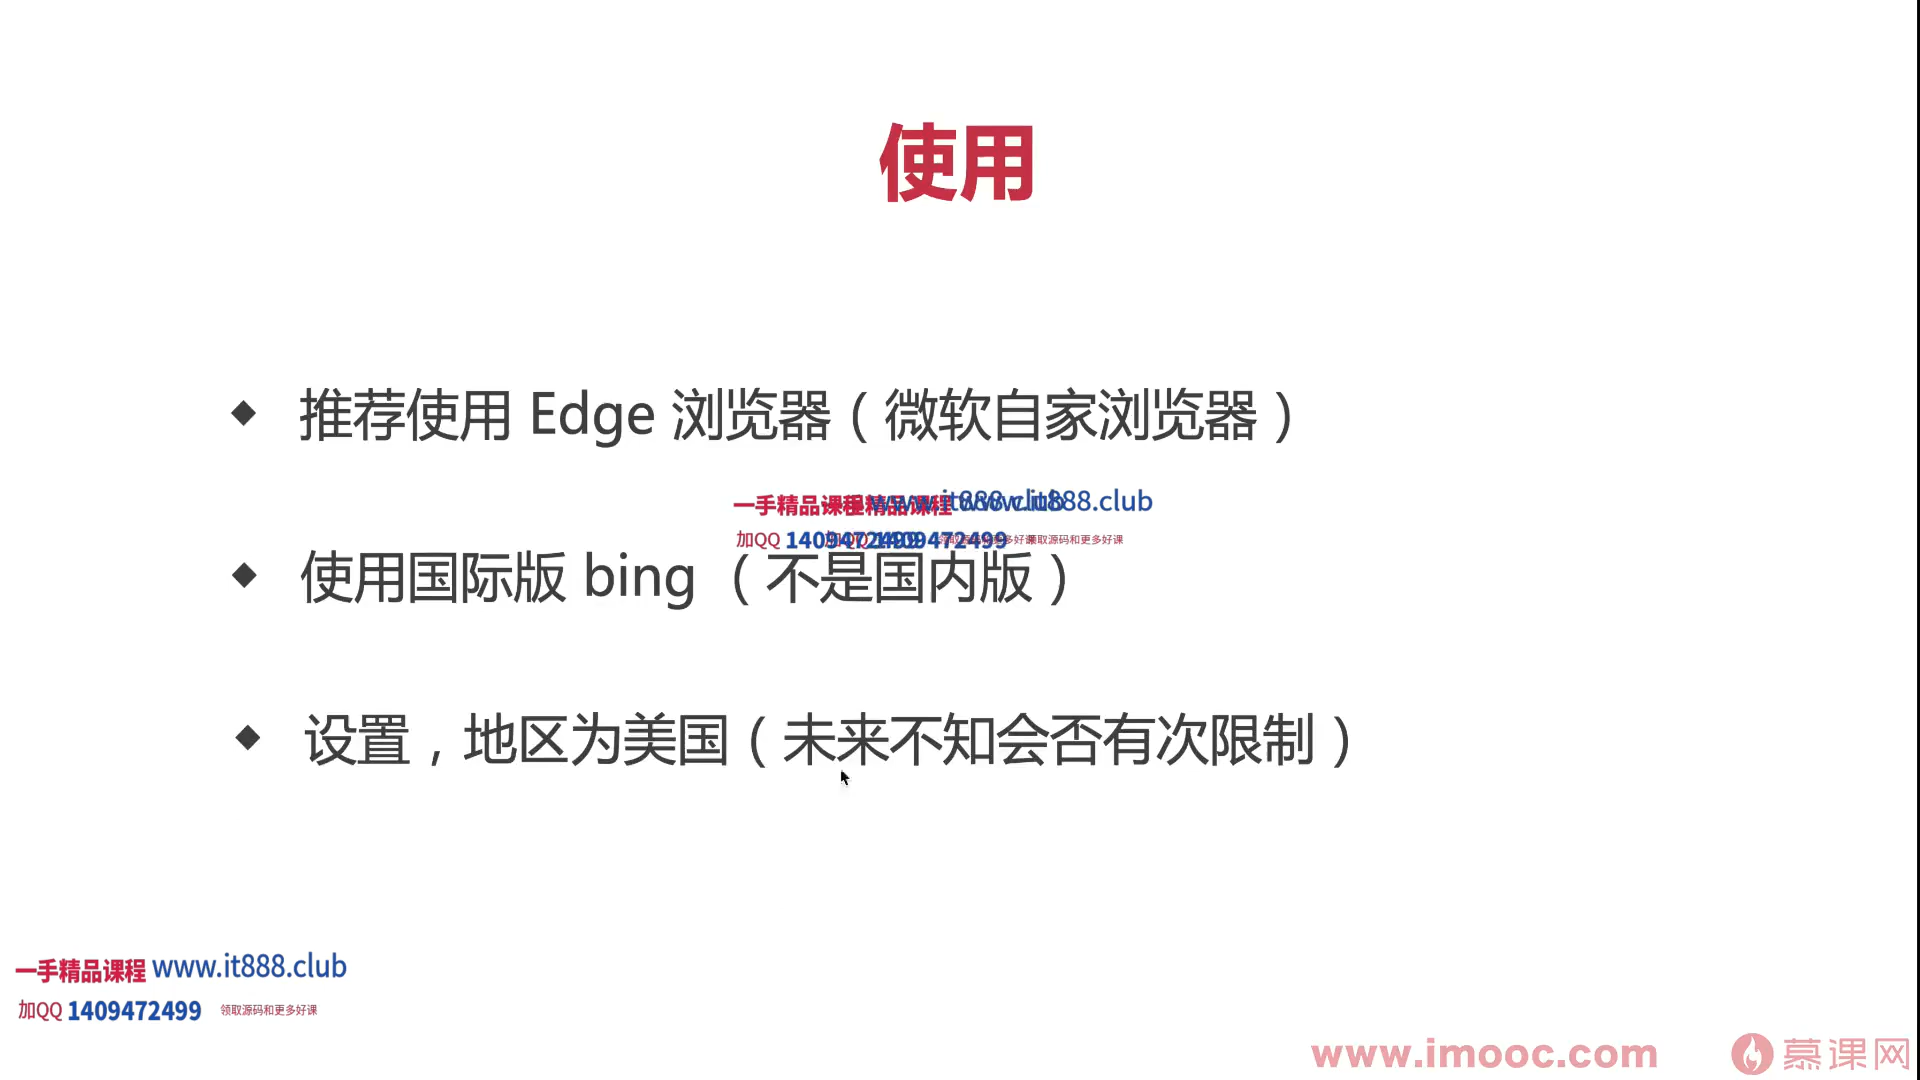 使用
◆ 推荐使用 Edge 浏览器（微软自家浏览器）
◆ 使用国际版 bing （不是国内版）
◆ 设置，地区为美国（未来不知会否有次限制）
一手精品课程 www.it888.club
加QQ 1409472499 领取源码和更多好课
www.imooc.com 慕课网